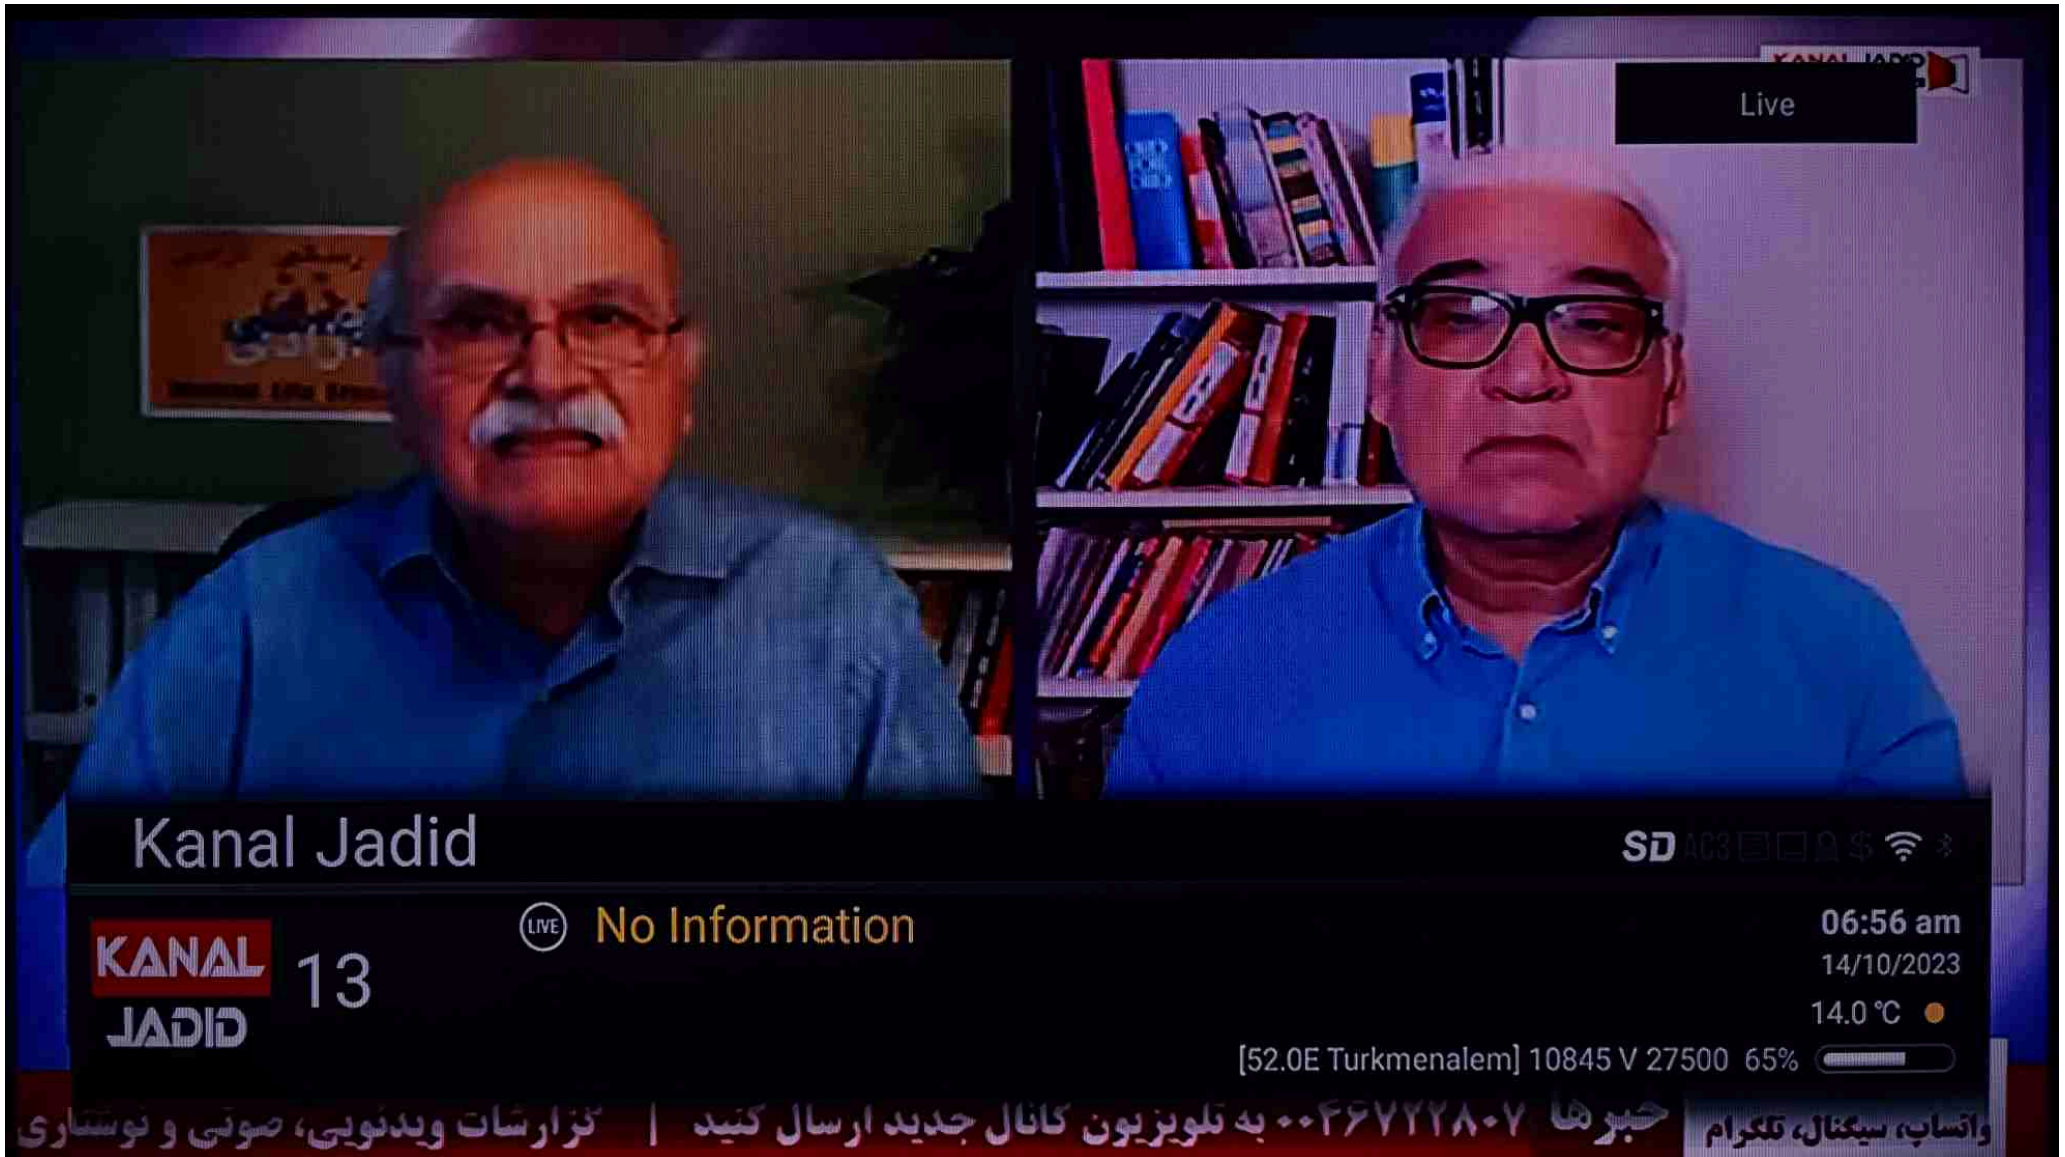 Live
Kanal Jadid
SD AC3
KANAL
JADID
13
LIVE
No Information
06:56 am
14/10/2023
14.0 °C
[52.0E Turkmenalem] 10845 V 27500 65%
واتساپ، سیگنال، تلگرام
خبرها
به تلویزیون کانال جدید ارسال کنید | گزارشات ویدئویی، صوتی و نوشتاری